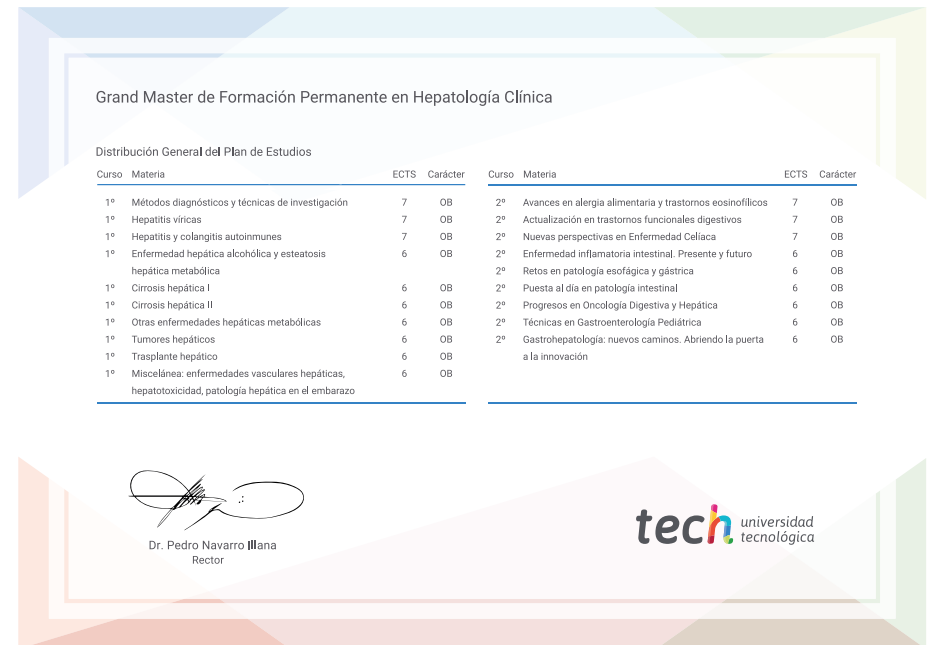 Grand Master de Formación Permanente en Hepatología Clínica
Distribución General del Plan de Estudios
Curso Materia ECTS Carácter
1º Métodos diagnósticos y técnicas de investigación 7 OB
1º Hepatitis víricas 7 OB
1º Hepatitis y colangitis autoinmunes 7 OB
1º Enfermedad hepática alcohólica y esteatosis 6 OB
hepática metabólica
1º Cirrosis hepática I 6 OB
1º Cirrosis hepática II 6 OB
1º Otras enfermedades hepáticas metabólicas 6 OB
1º Tumores hepáticos 6 OB
1º Trasplante hepático 6 OB
1º Miscelánea: enfermedades vasculares hepáticas, 6 OB
hepatotoxicidad, patología hepática en el embarazo
Curso Materia ECTS Carácter
2º Avances en alergia alimentaria y trastornos eosinofílicos 7 OB
2º Actualización en trastornos funcionales digestivos 7 OB
2º Nuevas perspectivas en Enfermedad Celíaca 7 OB
2º Enfermedad inflamatoria intestinal. Presente y futuro 6 OB
2º Retos en patología esofágica y gástrica 6 OB
2º Puesta al día en patología intestinal 6 OB
2º Progresos en Oncología Digestiva y Hepática 6 OB
2º Técnicas en Gastroenterología Pediátrica 6 OB
2º Gastrohepatología: nuevos caminos. Abriendo la puerta 6 OB
a la innovación
Dr. Pedro Navarro Illana
Rector
tech universidad
tecnológica